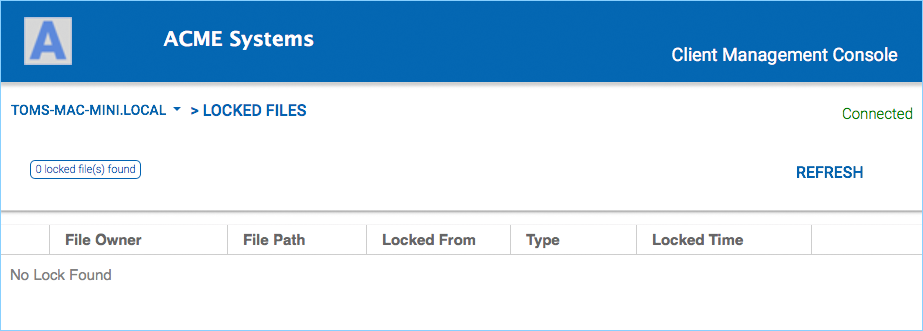 A
ACME Systems
Client Management Console
TOMS-MAC-MINI.LOCAL > LOCKED FILES
Connected
0 locked file(s) found
REFRESH
File Owner File Path Locked From Type Locked Time
No Lock Found